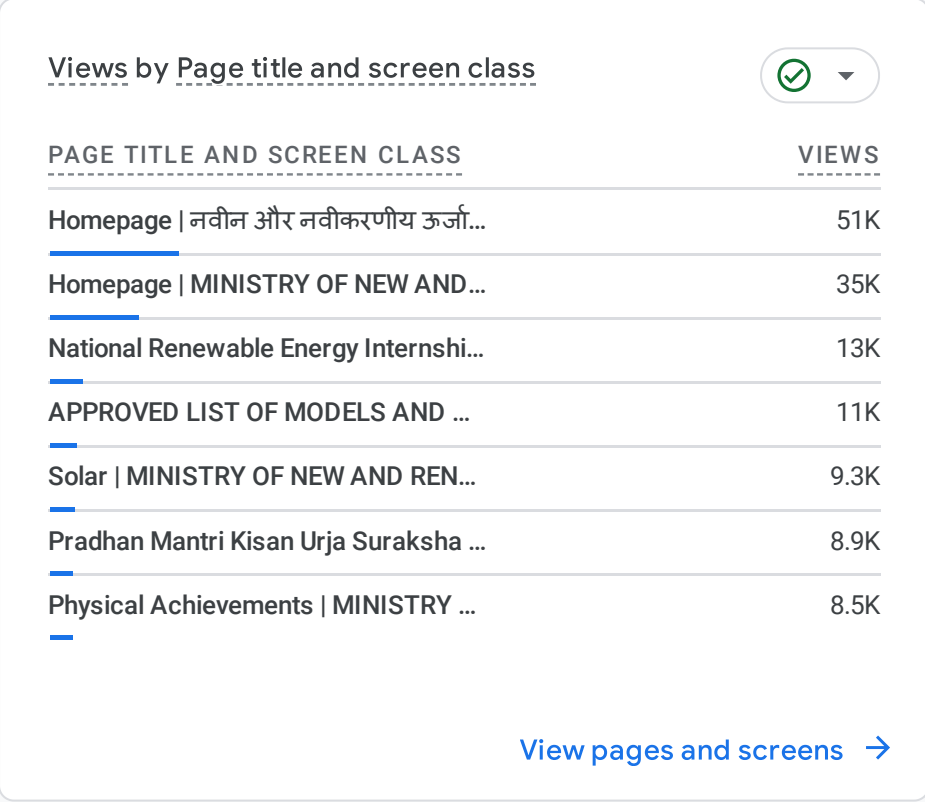 Views by Page title and screen class
PAGE TITLE AND SCREEN CLASS VIEWS
Homepage | नवीन और नवीकरणीय ऊर्जा... 51K
Homepage | MINISTRY OF NEW AND... 35K
National Renewable Energy Internshi... 13K
APPROVED LIST OF MODELS AND ... 11K
Solar | MINISTRY OF NEW AND REN... 9.3K
Pradhan Mantri Kisan Urja Suraksha ... 8.9K
Physical Achievements | MINISTRY ... 8.5K
View pages and screens